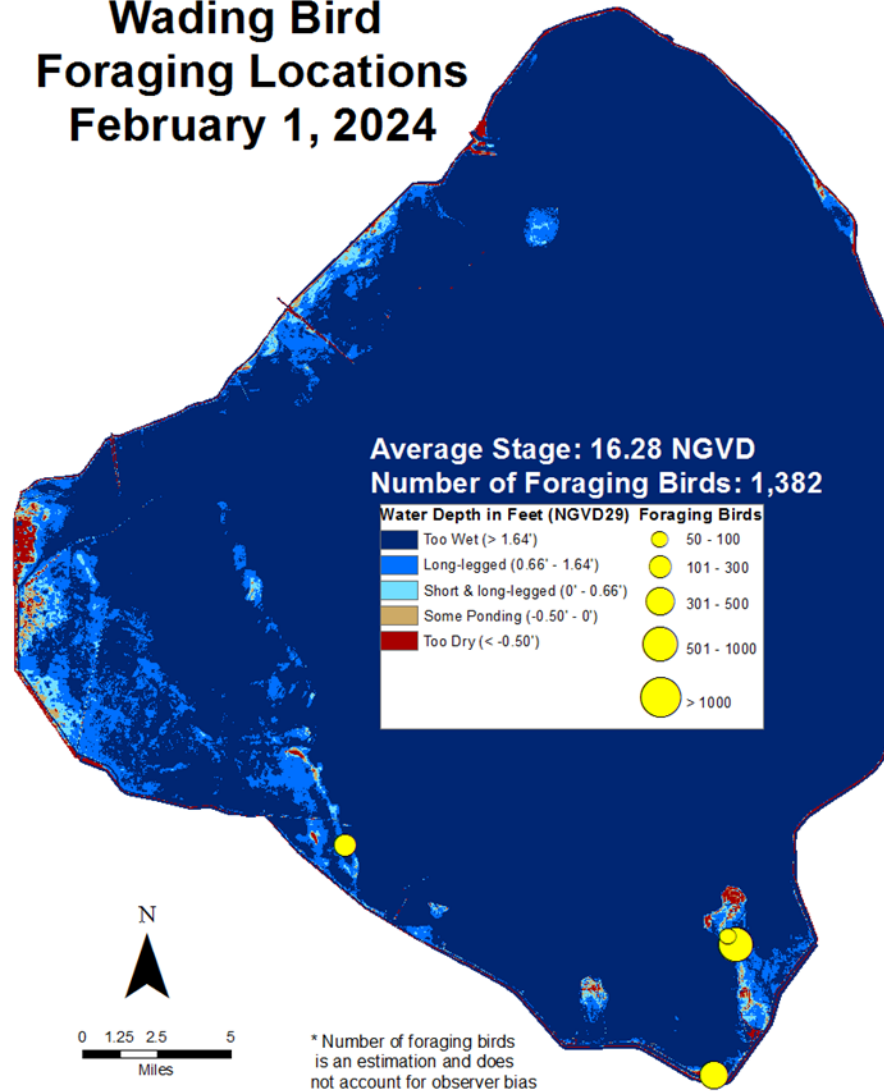 Wading Bird
Foraging Locations
February 1, 2024
Average Stage: 16.28 NGVD
Number of Foraging Birds: 1,382
Water Depth in Feet (NGVD29) Foraging Birds
Too Wet (> 1.64')
Long-legged (0.66' - 1.64')
Short & long-legged (0' - 0.66')
Some Ponding (-0.50' - 0')
Too Dry (< -0.50')
50 - 100
101 - 300
301 - 500
501 - 1000
> 1000
N
0 1.25 2.5 5
Miles
* Number of foraging birds
is an estimation and does
not account for observer bias